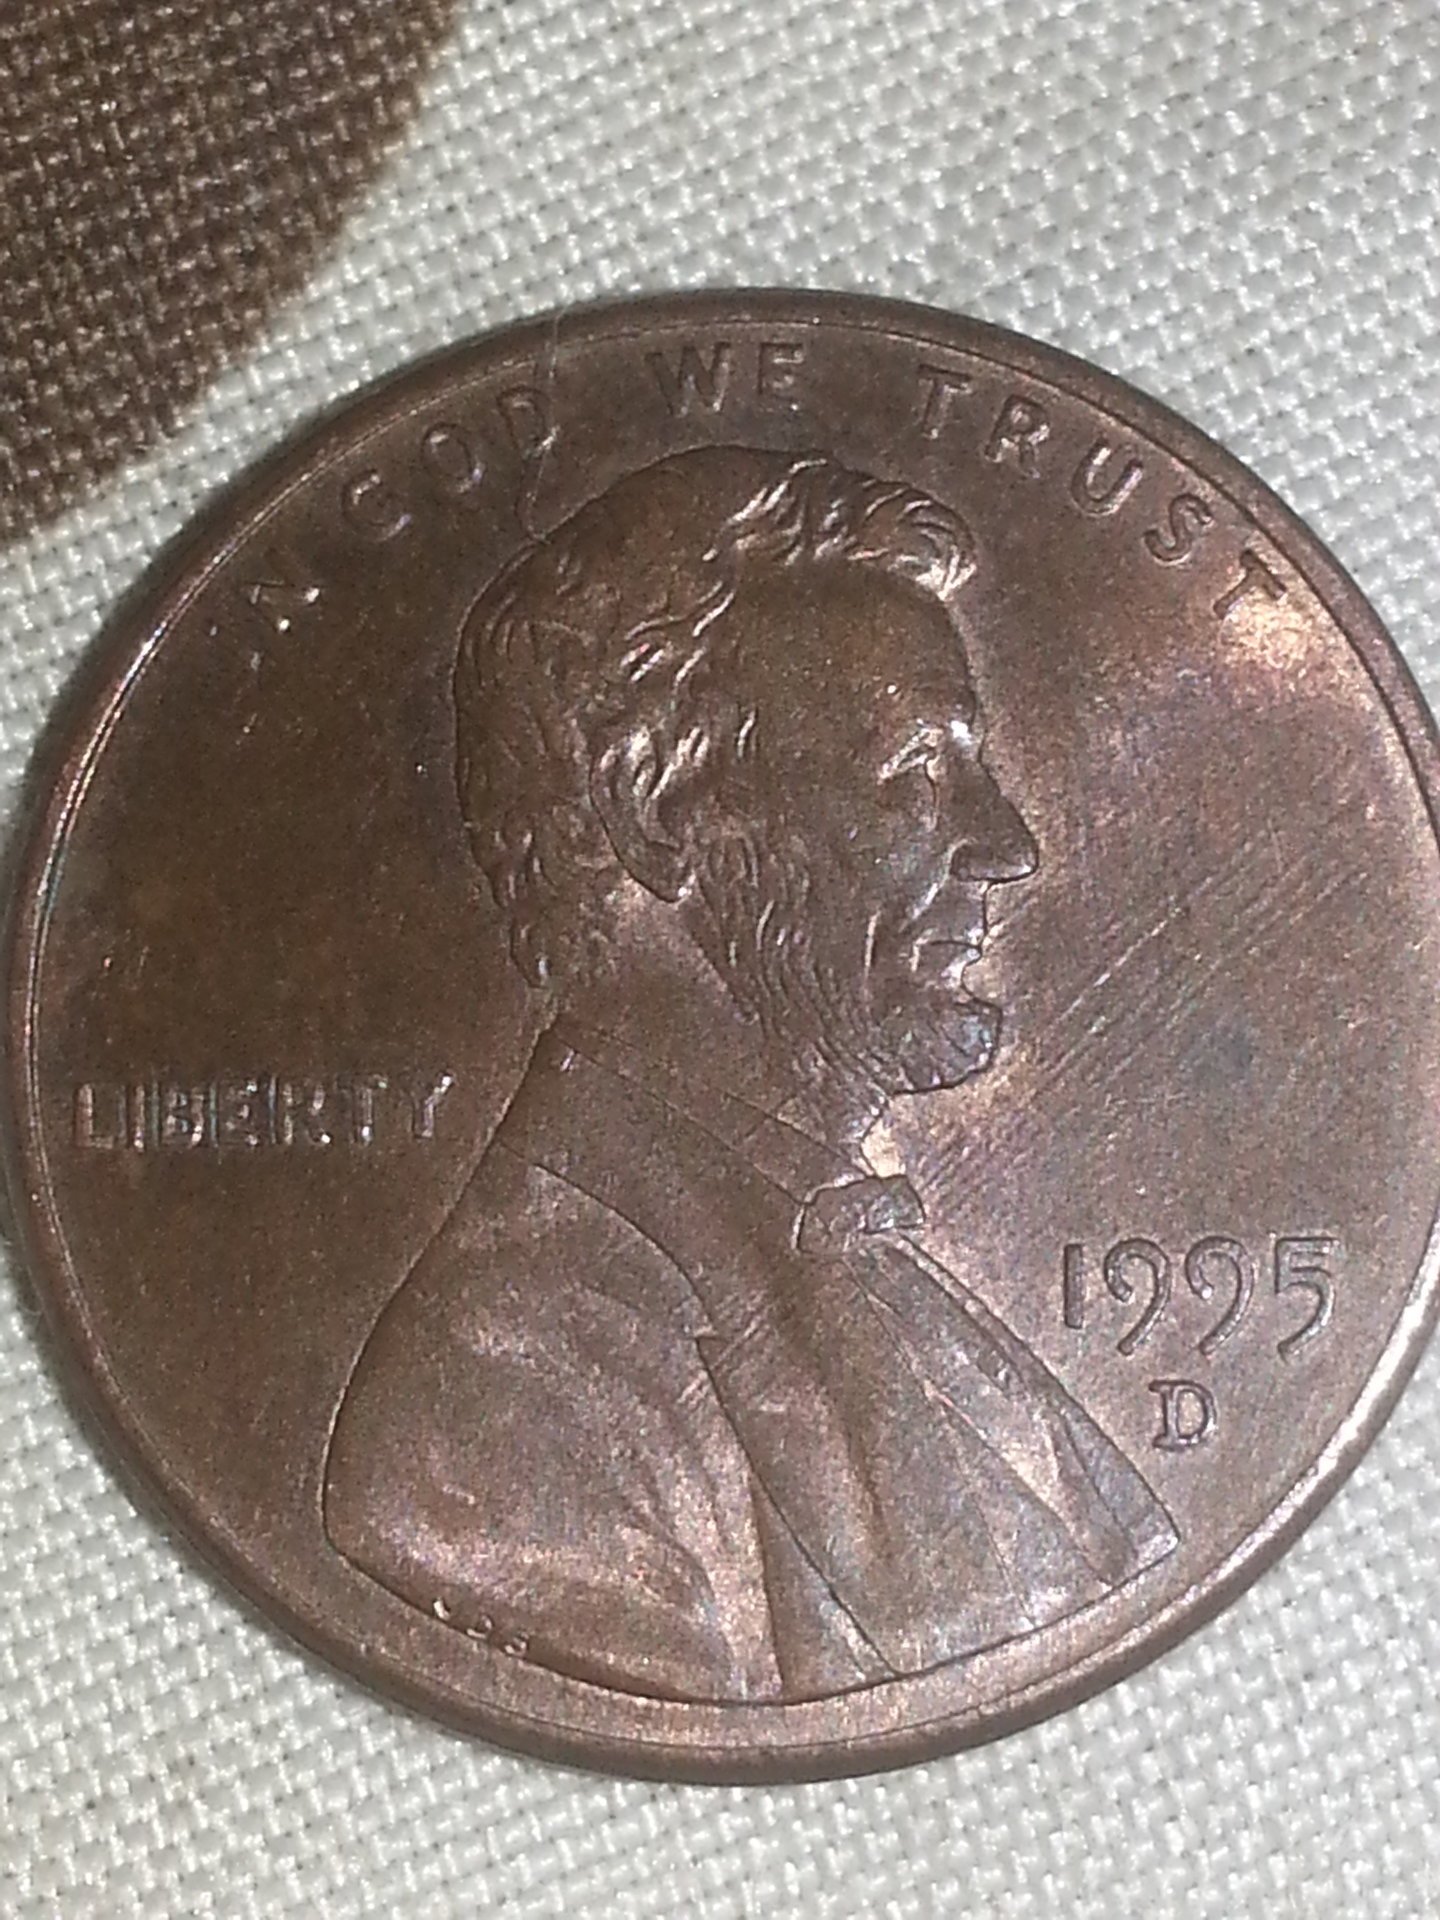 IN GOD WE TRUST
LIBERTY
1995
D